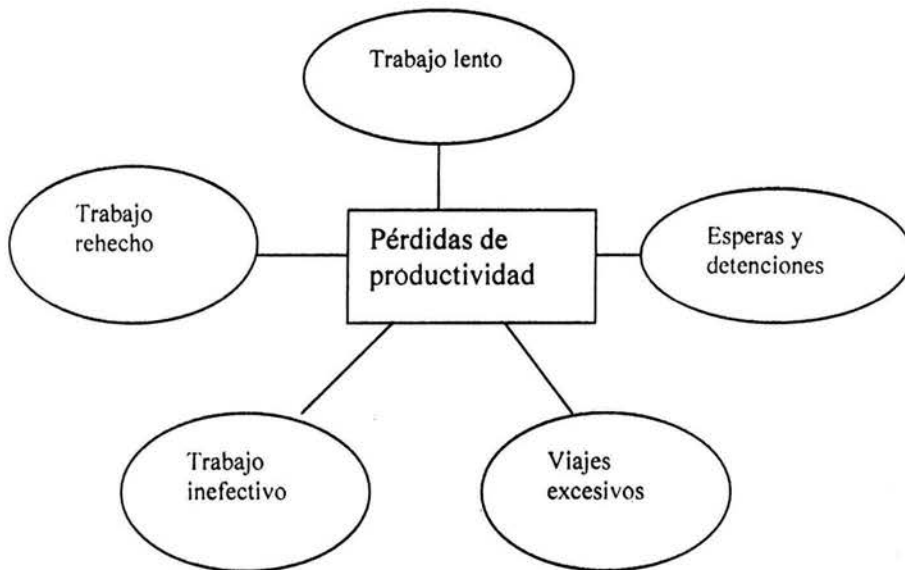 Trabajo lento
Trabajo
rehecho
Pérdidas de
productividad
Esperas y
detenciones
Trabajo
inefectivo
Viajes
excesivos